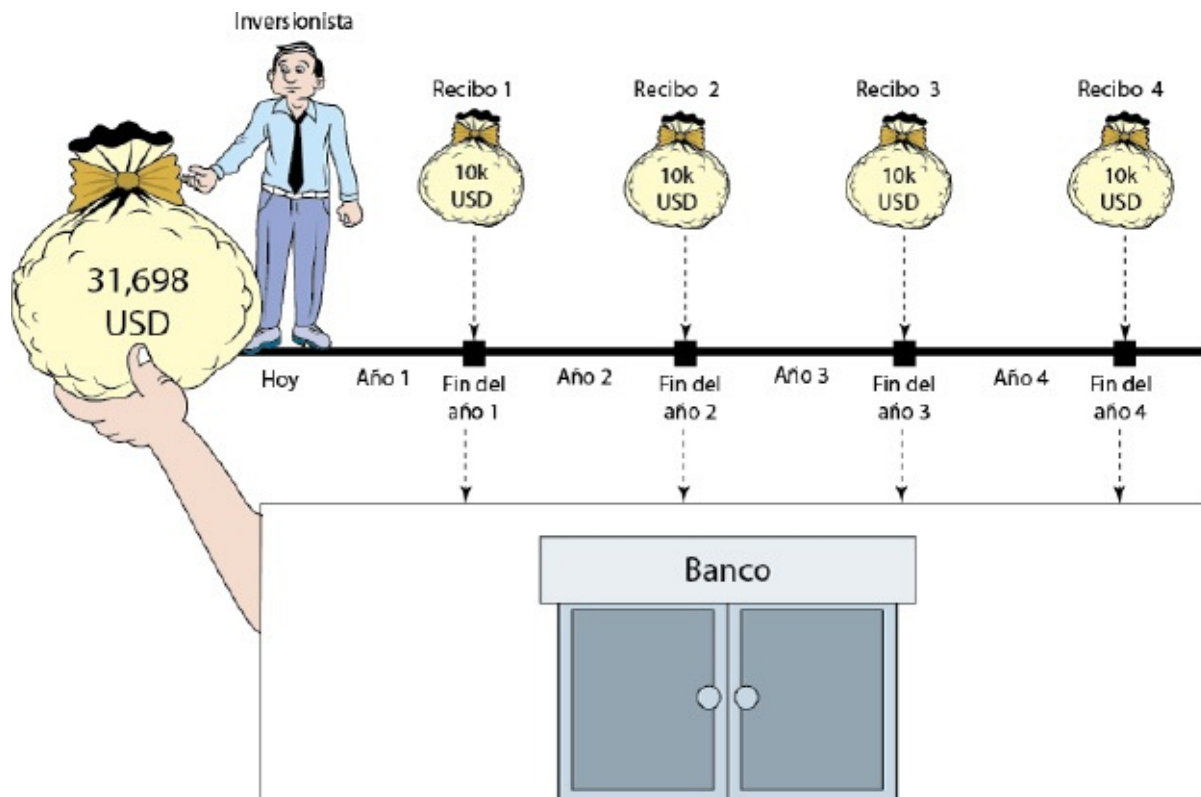 Inversionista
Recibo 1
Recibo 2
Recibo 3
Recibo 4
10k
USD
10k
USD
10k
USD
10k
USD
31,698
USD
Hoy
Año 1
Fin del
año 1
Año 2
Fin del
año 2
Año 3
Fin del
año 3
Año 4
Fin del
año 4
Banco